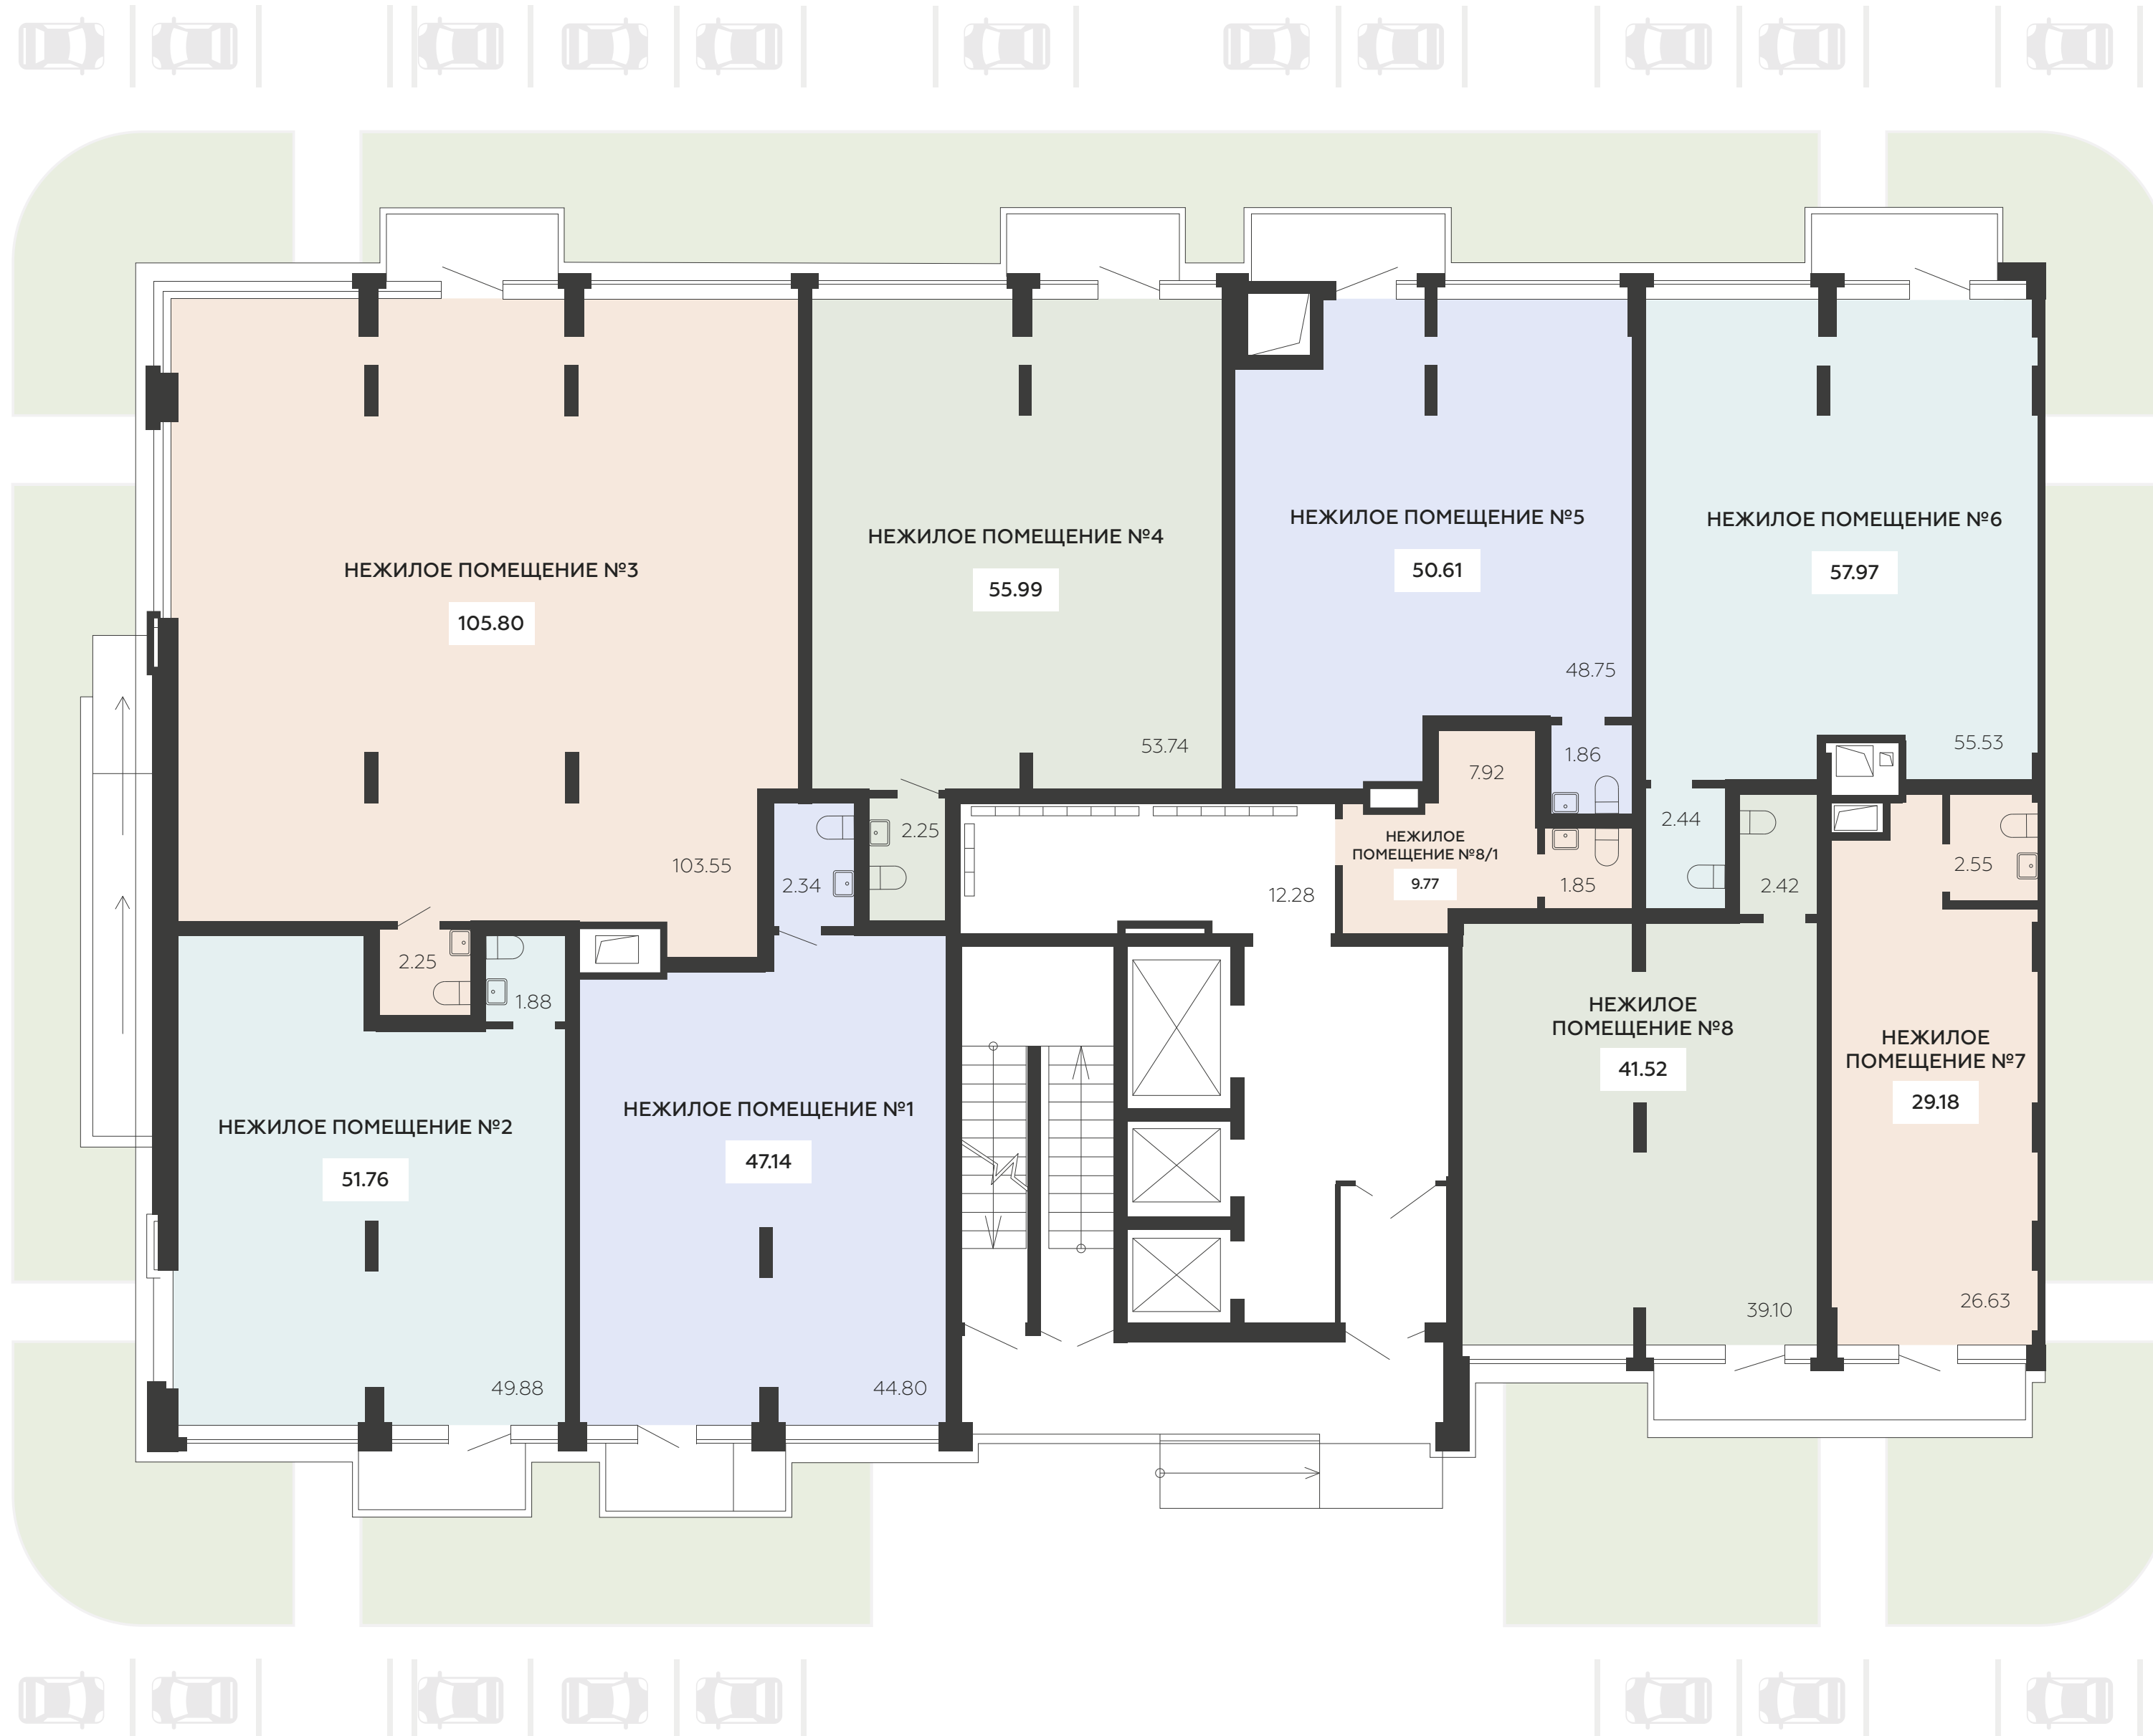 НЕЖИЛОЕ ПОМЕЩЕНИЕ №3
105.80
103.55
2.25
НЕЖИЛОЕ ПОМЕЩЕНИЕ №4
55.99
53.74
2.25
НЕЖИЛОЕ ПОМЕЩЕНИЕ №5
50.61
48.75
1.86
НЕЖИЛОЕ ПОМЕЩЕНИЕ №6
57.97
55.53
2.44
7.92
НЕЖИЛОЕ
ПОМЕЩЕНИЕ №8/1
9.77
1.85
12.28
2.34
2.42
2.55
1.88
НЕЖИЛОЕ ПОМЕЩЕНИЕ №2
51.76
49.88
НЕЖИЛОЕ ПОМЕЩЕНИЕ №1
47.14
44.80
НЕЖИЛОЕ
ПОМЕЩЕНИЕ №8
41.52
39.10
НЕЖИЛОЕ
ПОМЕЩЕНИЕ №7
29.18
26.63